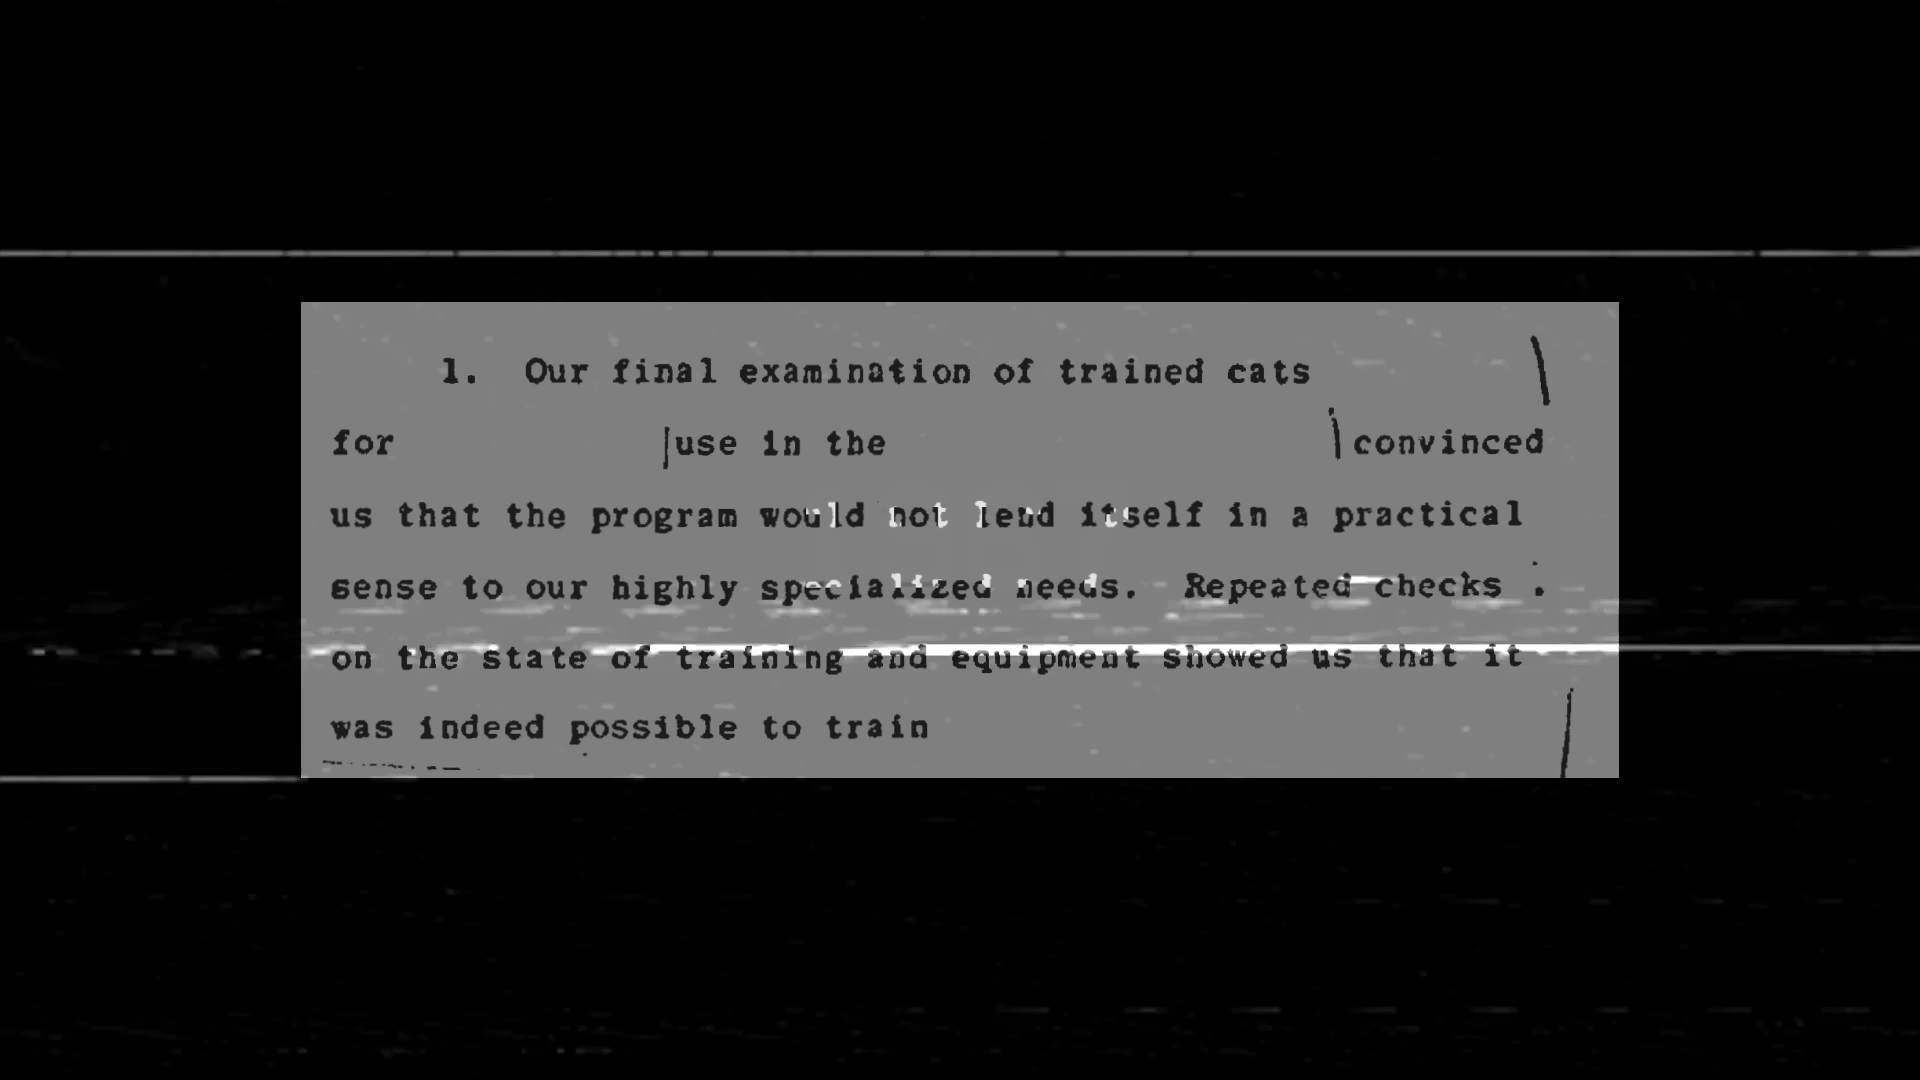 1. Our final examination of trained cats
for use in the convinced
us that the program would not lend itself in a practical
sense to our highly specialized needs. Repeated checks
on the state of training and equipment showed us that it
was indeed possible to train